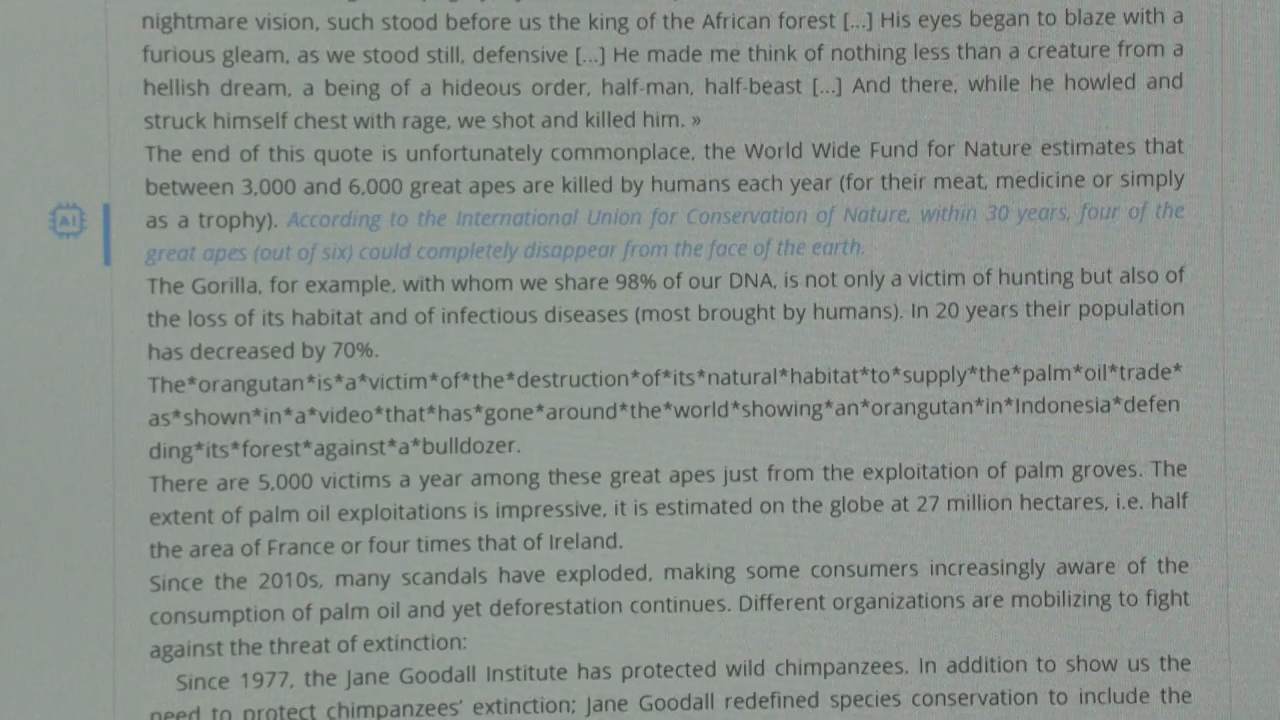 nightmare vision, such stood before us the king of the African forest [...] His eyes began to blaze with a
furious gleam, as we stood still, defensive [...] He made me think of nothing less than a creature from a
hellish dream, a being of a hideous order, half-man, half-beast [...] And there, while he howled and
struck himself chest with rage, we shot and killed him. »
The end of this quote is unfortunately commonplace, the World Wide Fund for Nature estimates that
between 3,000 and 6,000 great apes are killed by humans each year (for their meat, medicine or simply
AI
as a trophy). According to the International Union for Conservation of Nature, within 30 years, four of the
great apes (out of six) could completely disappear from the face of the earth.
The Gorilla, for example, with whom we share 98% of our DNA, is not only a victim of hunting but also of
the loss of its habitat and of infectious diseases (most brought by humans). In 20 years their population
has decreased by 70%.
The*orangutan*is*a*victim*of*the*destruction*of*its*natural*habitat*to*supply*the*palm*oil*trade*
as*shown*in*a*video*that*has*gone*around*the*world*showing*an*orangutan*in*Indonesia*defen
ding*its*forest*against*a*bulldozer.
There are 5,000 victims a year among these great apes just from the exploitation of palm groves. The
extent of palm oil exploitations is impressive, it is estimated on the globe at 27 million hectares, i.e. half
the area of France or four times that of Ireland.
Since the 2010s, many scandals have exploded, making some consumers increasingly aware of the
consumption of palm oil and yet deforestation continues. Different organizations are mobilizing to fight
against the threat of extinction:
Since 1977, the Jane Goodall Institute has protected wild chimpanzees. In addition to show us the
need to protect chimpanzees' extinction; Jane Goodall redefined species conservation to include the